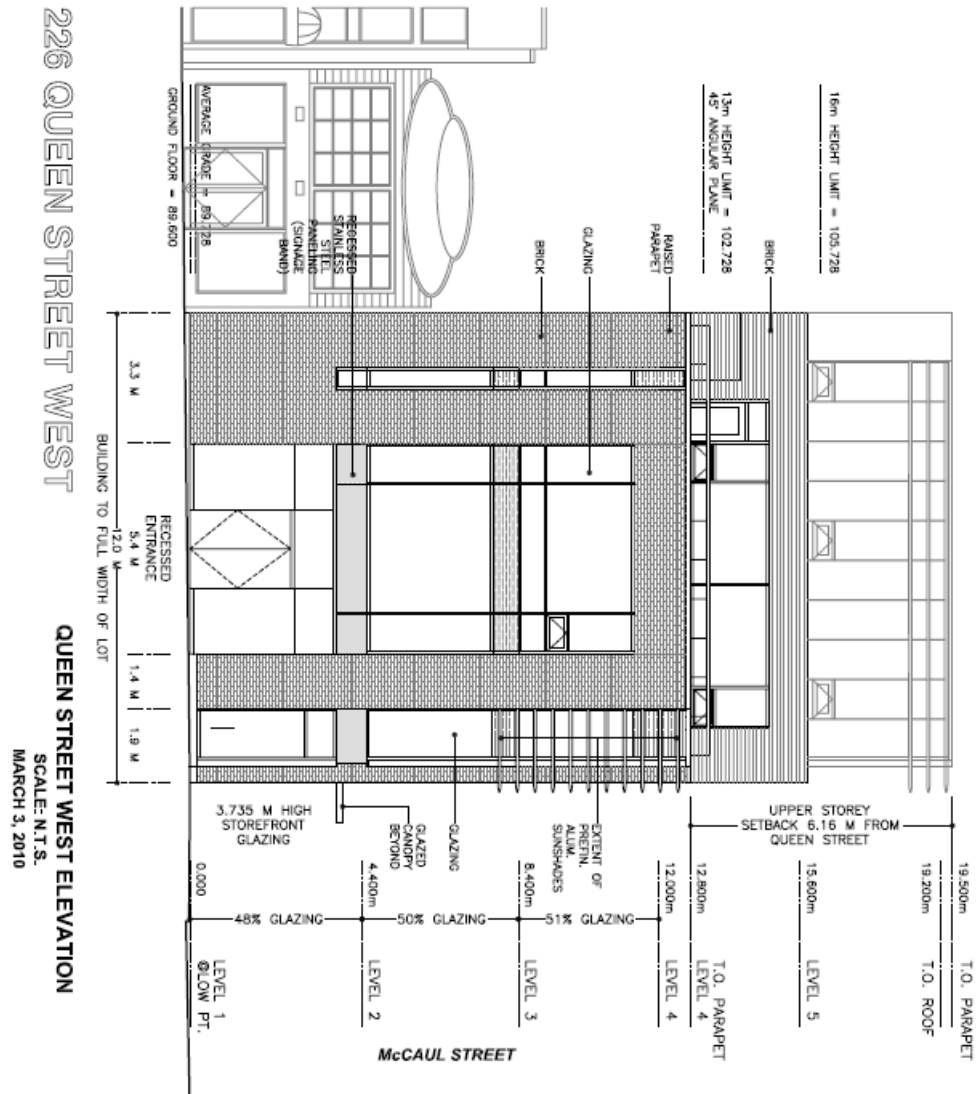 16m HEIGHT LIMIT = 105.728
13m HEIGHT LIMIT = 102.728
45° ANGULAR PLANE
BRICK
RAISED
PARAPET
GLAZING
BRICK
RECESSED
STAINLESS
STEEL
PANELING
(SIGNAGE
BAND)
AVERAGE GRADE = 89.728
GROUND FLOOR = 89.600
UPPER STOREY
SETBACK 6.16 M FROM
QUEEN STREET
EXTENT OF
PREFIN.
ALUM.
SUNSHADES
GLAZING
GLAZED
CANOPY
BEYOND
3.735 M HIGH
STOREFRONT
GLAZING
19.500m
T.O. PARAPET
19.200m
T.O. ROOF
15.600m
LEVEL 5
12.800m
T.O. PARAPET
LEVEL 4
12.000m
LEVEL 4
51% GLAZING
8.400m
LEVEL 3
50% GLAZING
4.400m
LEVEL 2
48% GLAZING
0.000
LEVEL 1
@LOW PT.
McCAUL STREET
3.3 M
RECESSED
ENTRANCE
5.4 M
1.4 M
1.9 M
12.0 M
BUILDING TO FULL WIDTH OF LOT
226 QUEEN STREET WEST
QUEEN STREET WEST ELEVATION
SCALE: N.T.S.
MARCH 3, 2010